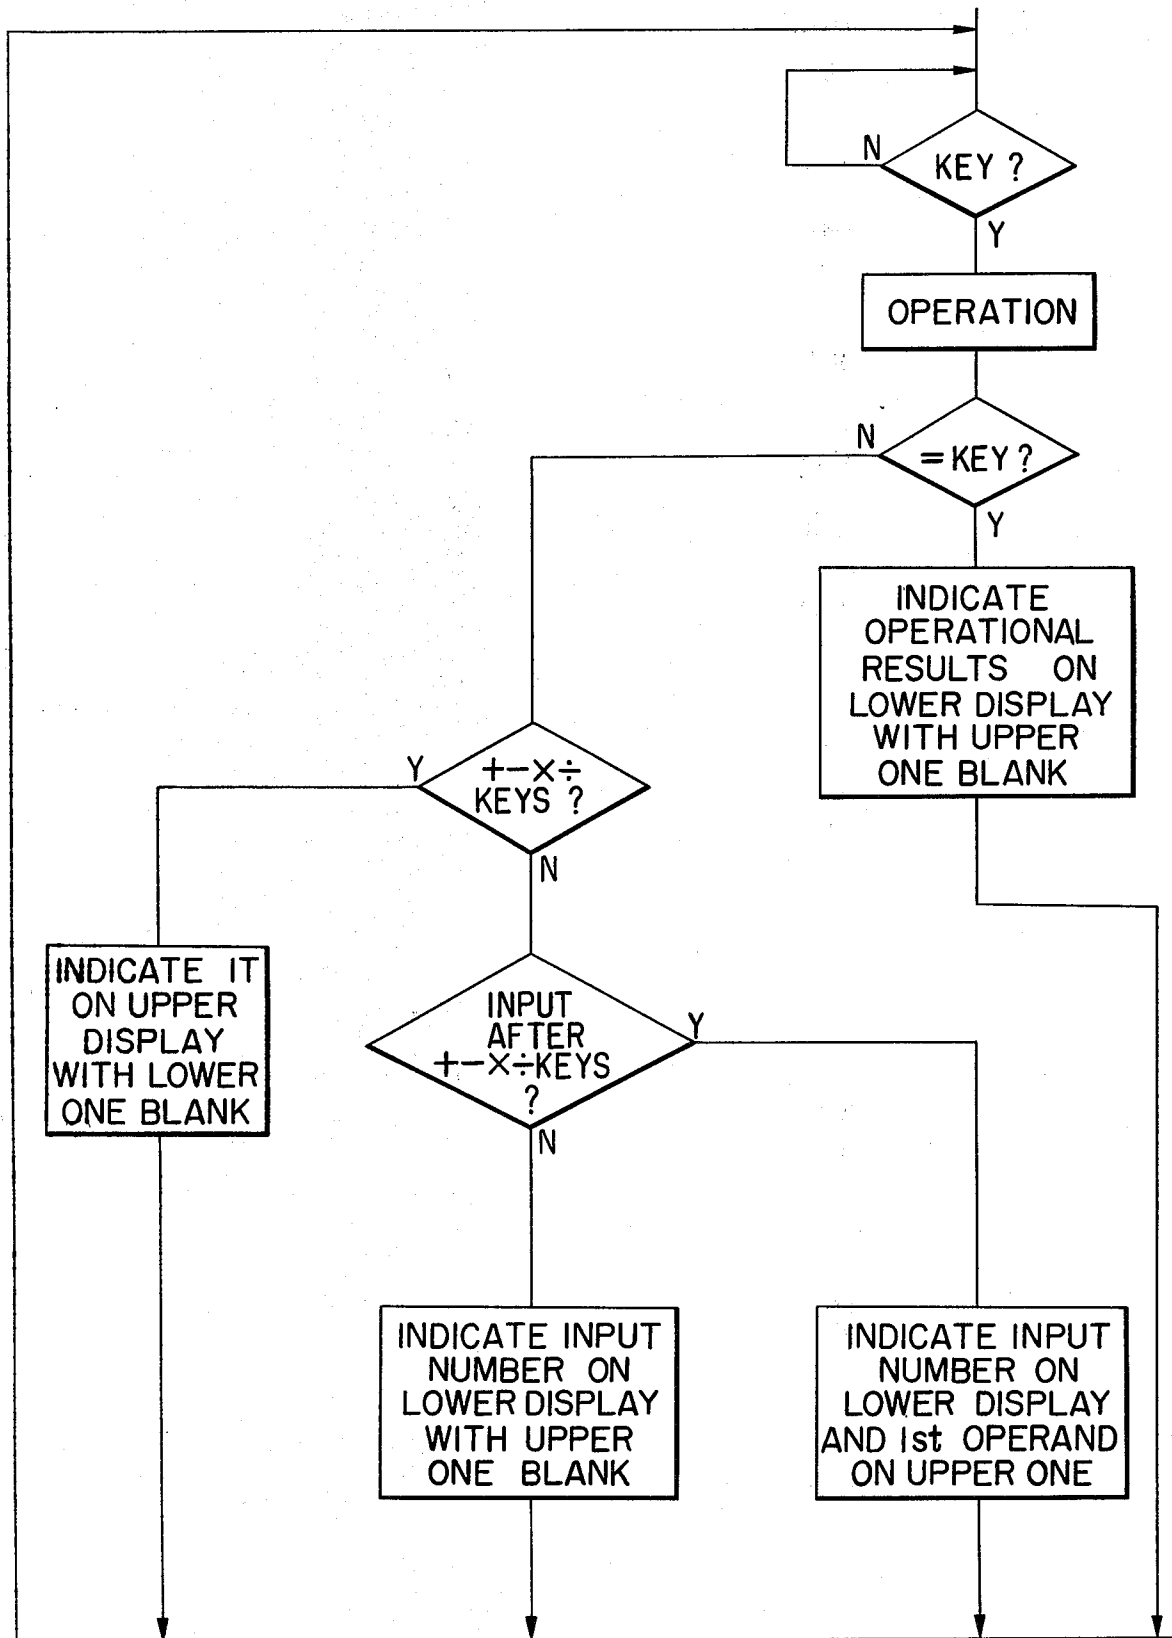 N
KEY ?
Y
OPERATION
N
= KEY ?
Y
INDICATE
OPERATIONAL
RESULTS ON
LOWER DISPLAY
WITH UPPER
ONE BLANK
Y
+−×÷
KEYS ?
N
INDICATE IT
ON UPPER
DISPLAY
WITH LOWER
ONE BLANK
INPUT
AFTER
+−×÷KEYS
?
Y
N
INDICATE INPUT
NUMBER ON
LOWER DISPLAY
WITH UPPER
ONE BLANK
INDICATE INPUT
NUMBER ON
LOWER DISPLAY
AND 1st OPERAND
ON UPPER ONE